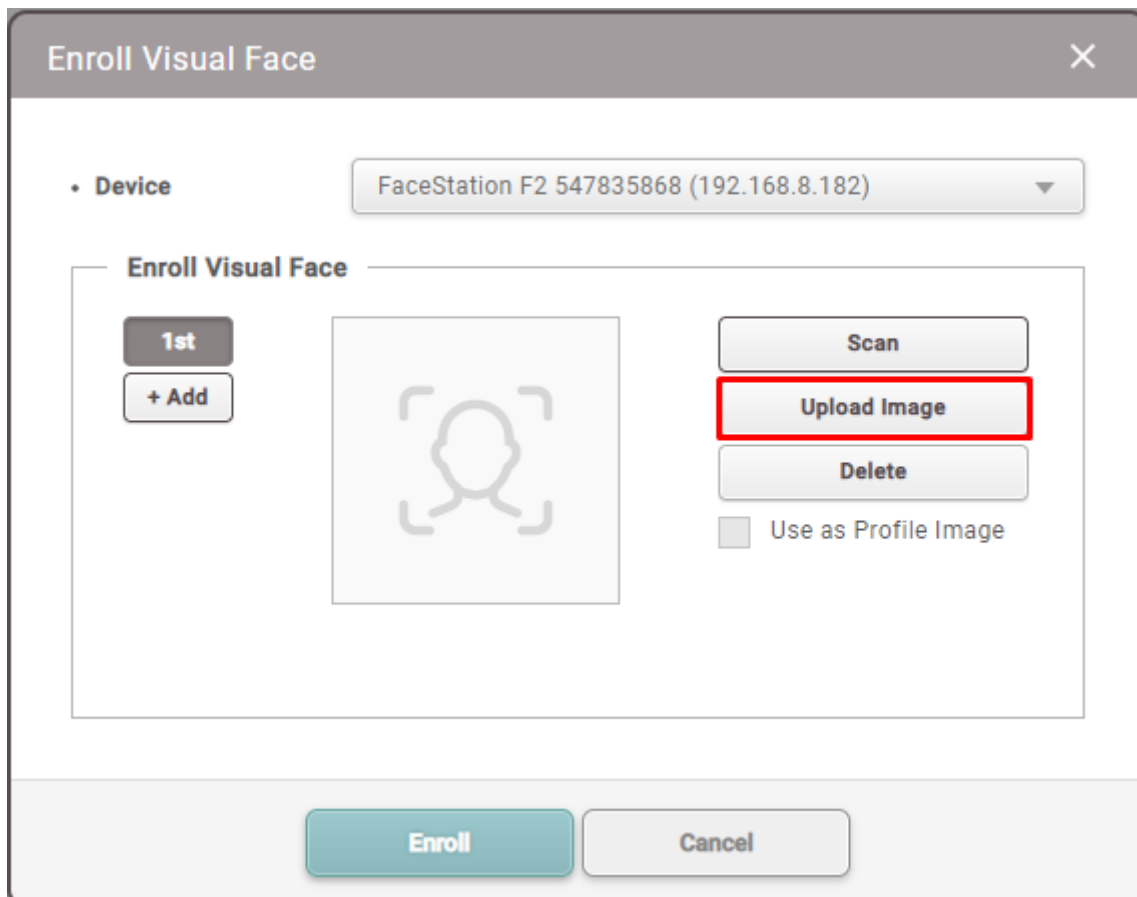 Enroll Visual Face
• Device
FaceStation F2 547835868 (192.168.8.182)
Enroll Visual Face
1st
+ Add
Scan
Upload Image
Delete
Use as Profile Image
Enroll
Cancel